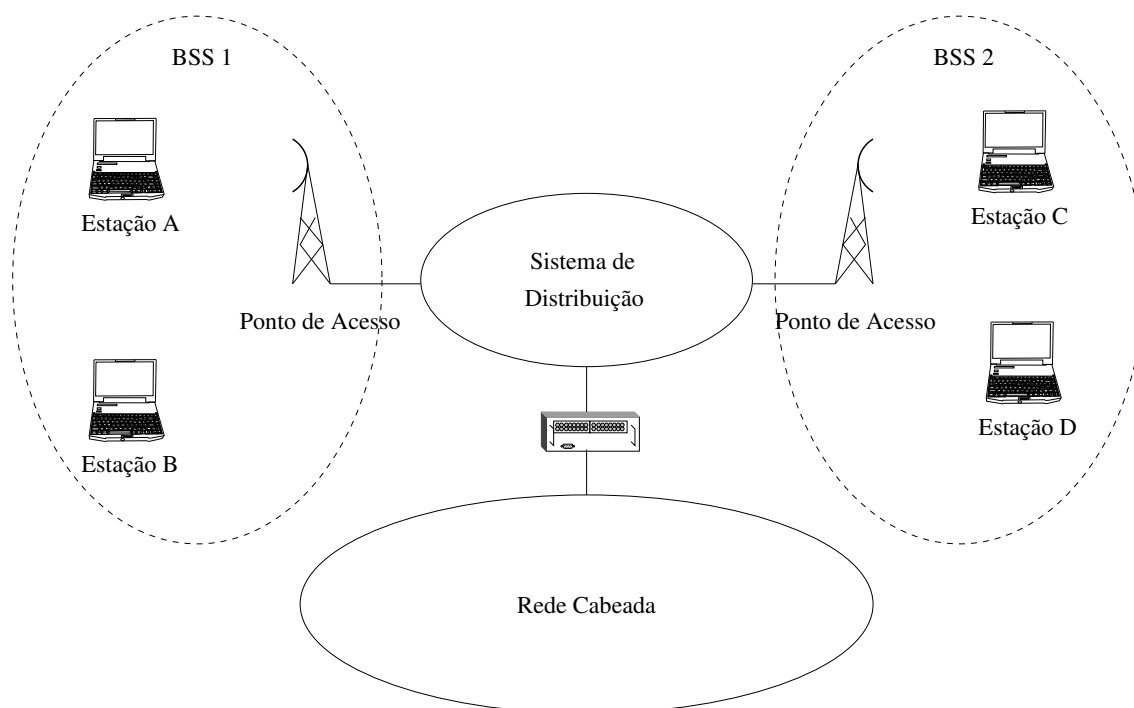 BSS 1
BSS 2
Estação A
Estação C
Sistema de
Distribuição
Ponto de Acesso
Ponto de Acesso
Estação B
Estação D
Rede Cabeada